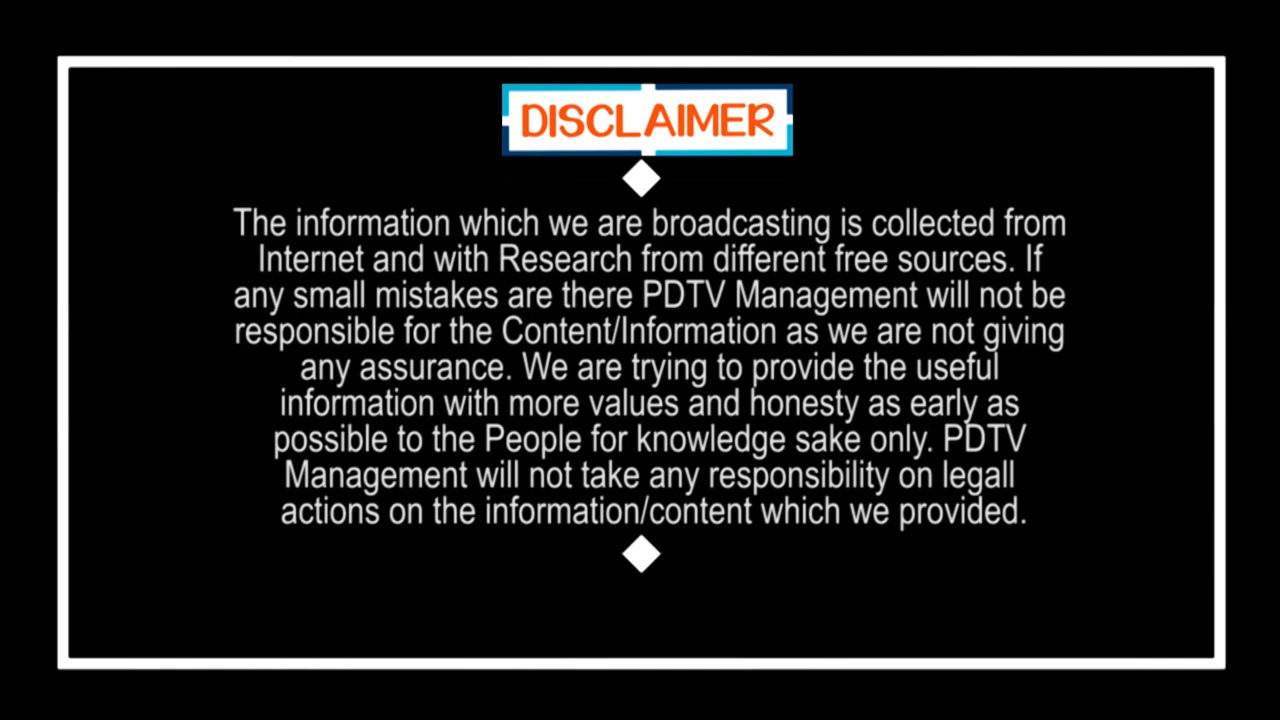 DISCLAIMER
The information which we are broadcasting is collected from
Internet and with Research from different free sources. If
any small mistakes are there PDTV Management will not be
responsible for the Content/Information as we are not giving
any assurance. We are trying to provide the useful
information with more values and honesty as early as
possible to the People for knowledge sake only. PDTV
Management will not take any responsibility on legall
actions on the information/content which we provided.